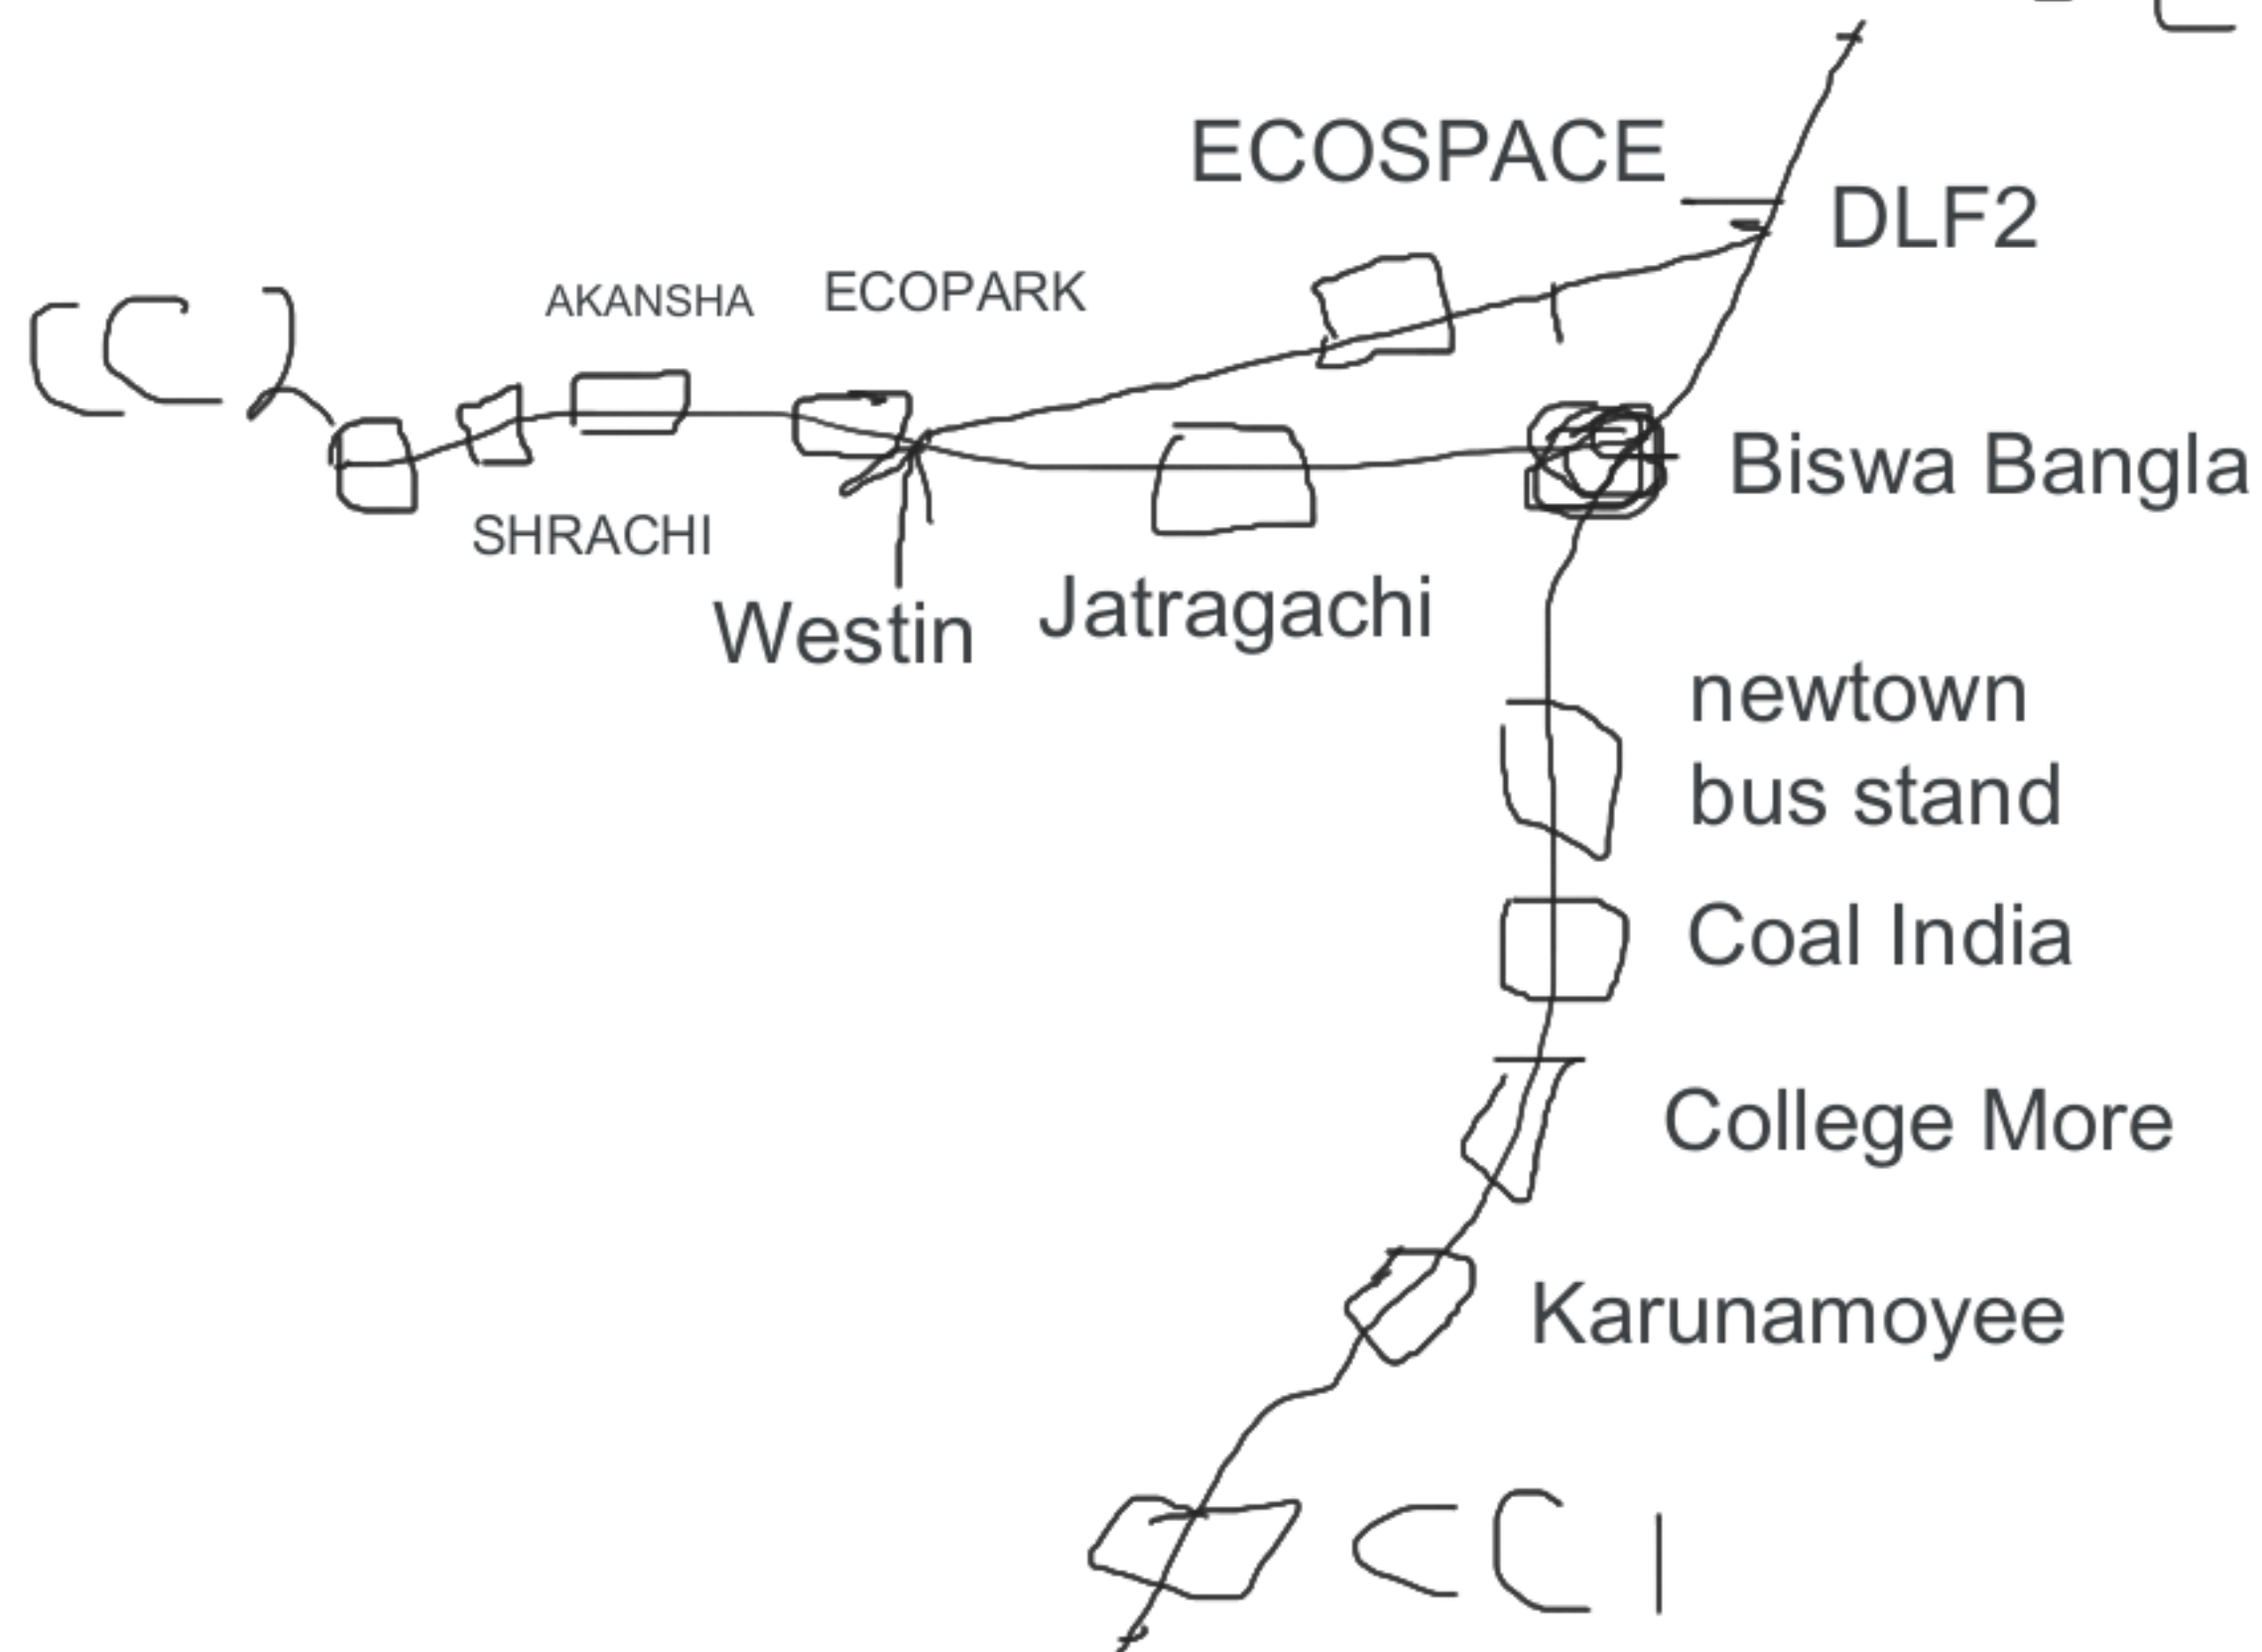 ECOSPACE
DLF2
AKANSHA
ECOPARK
CC2
Biswa Bangla
SHRACHI
Westin
Jatragachi
newtown
bus stand
Coal India
College More
Karunamoyee
CC1